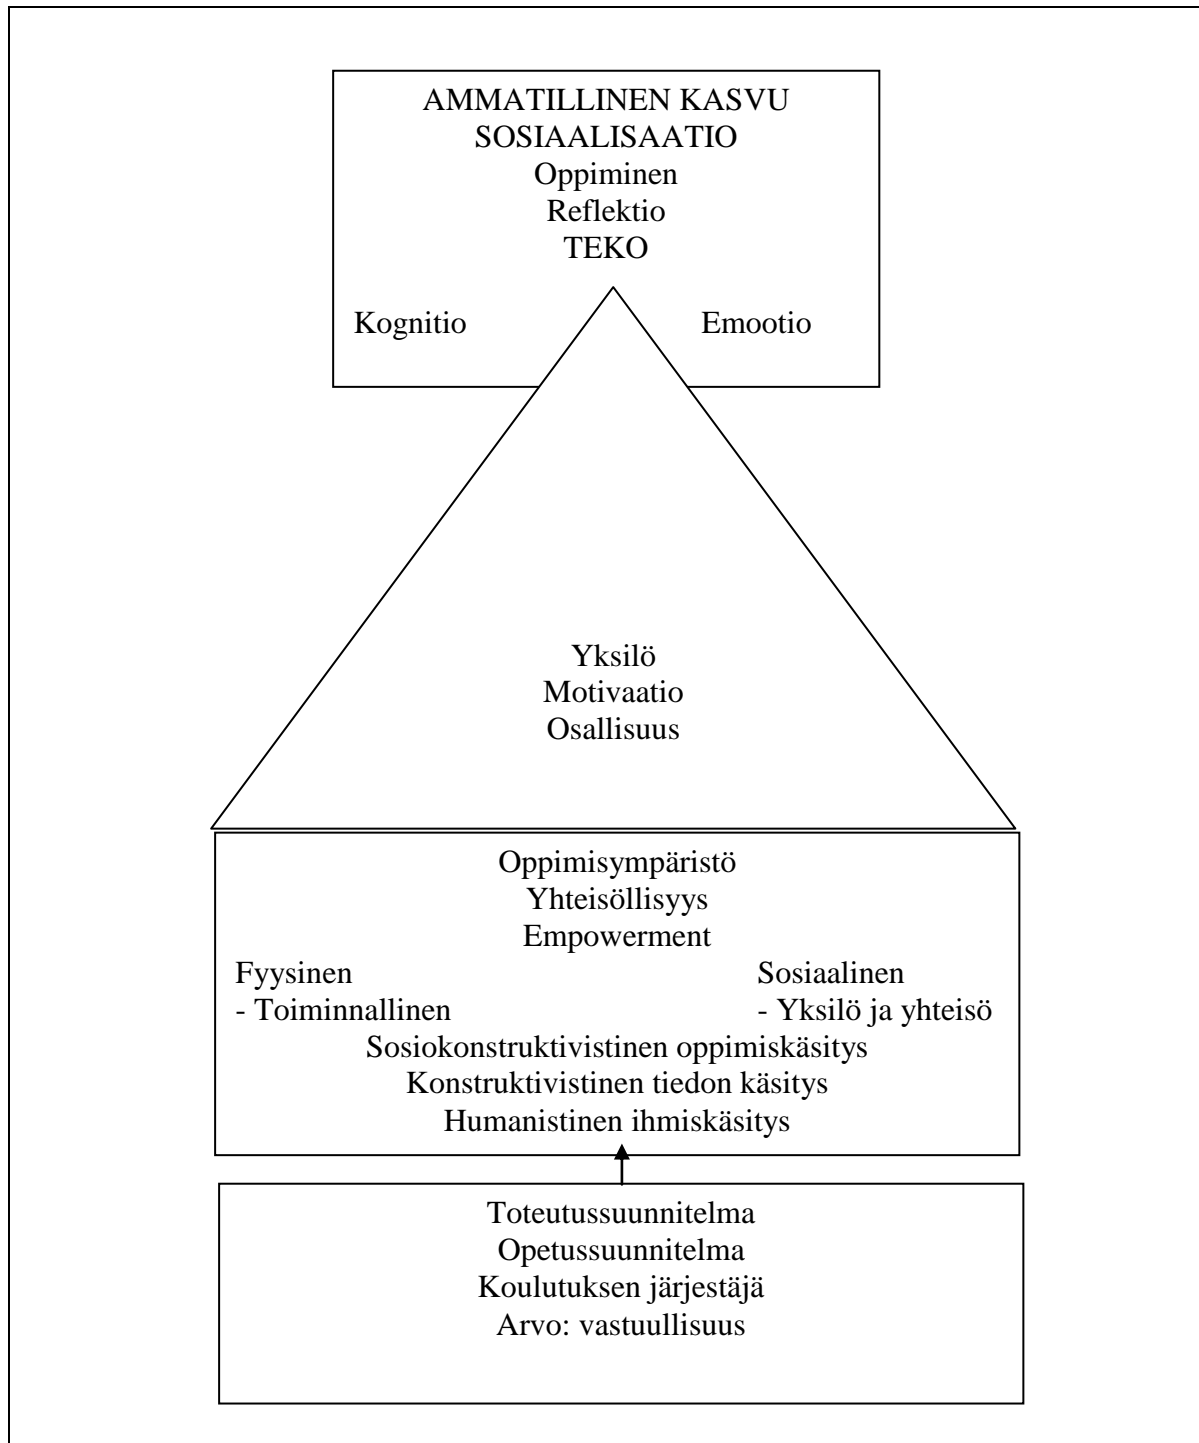 AMMATILLINEN KASVU
SOSIAALISAATIO
Oppiminen
Reflektio
TEKO
Kognitio Emootio
Yksilö
Motivaatio
Osallisuus
Oppimisympäristö
Yhteisöllisyys
Empowerment
Fyysinen Sosiaalinen
- Toiminnallinen - Yksilö ja yhteisö
Sosiokonstruktivistinen oppimiskäsitys
Konstruktivistinen tiedon käsitys
Humanistinen ihmiskäsitys
Toteutussuunnitelma
Opetussuunnitelma
Koulutuksen järjestäjä
Arvo: vastuullisuus